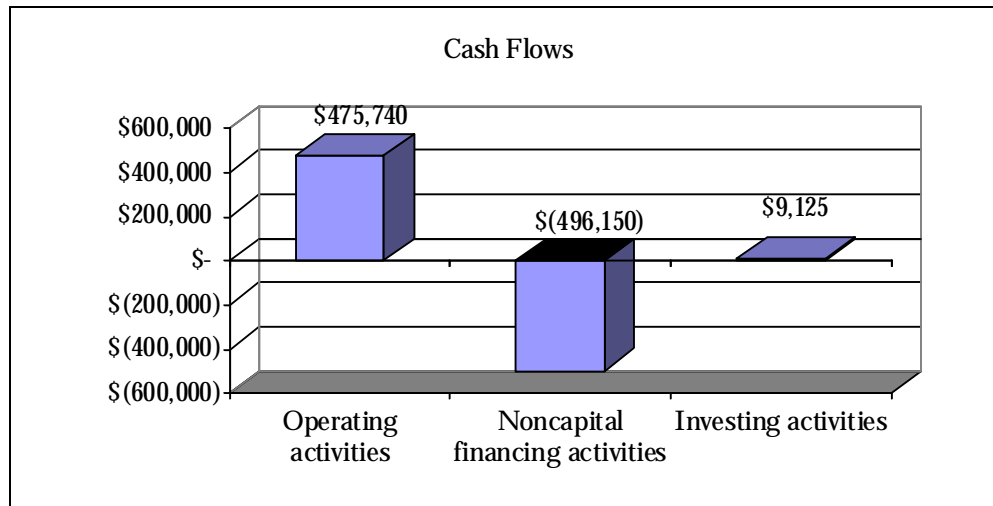 Cash Flows
$600,000
$400,000
$200,000
$-
$(200,000)
$(400,000)
$(600,000)
$475,740
$(496,150)
$9,125
Operating
activities
Noncapital
financing activities
Investing activities